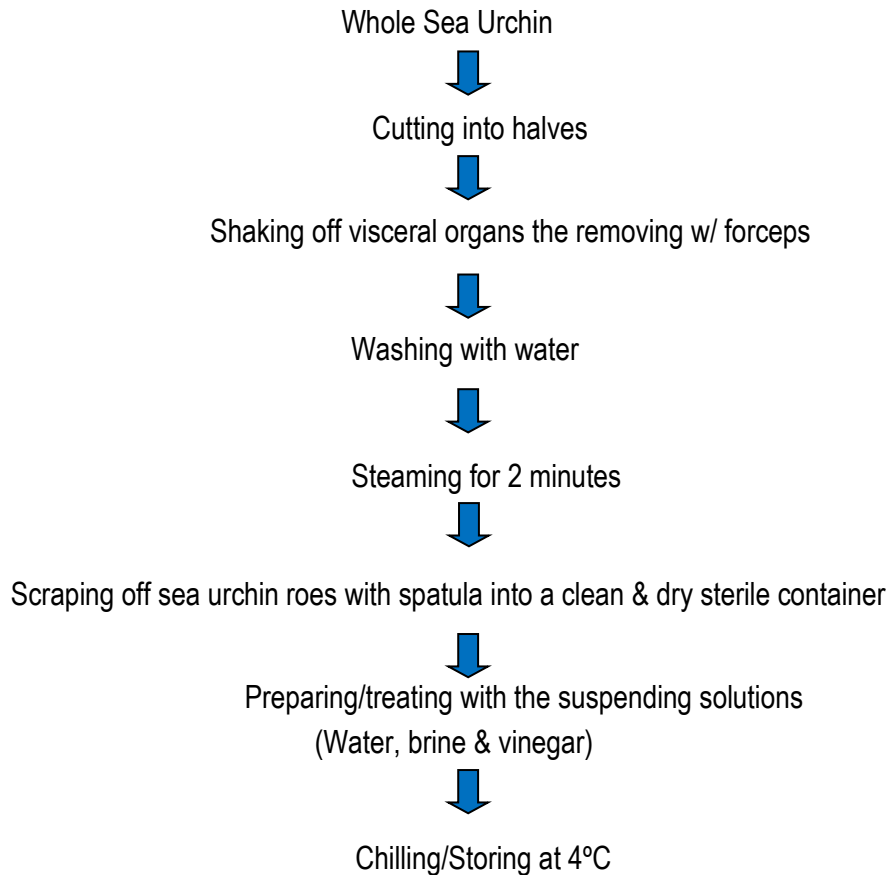 Whole Sea Urchin
Cutting into halves
Shaking off visceral organs the removing w/ forceps
Washing with water
Steaming for 2 minutes
Scraping off sea urchin roes with spatula into a clean & dry sterile container
Preparing/treating with the suspending solutions
(Water, brine & vinegar)
Chilling/Storing at 4ºC